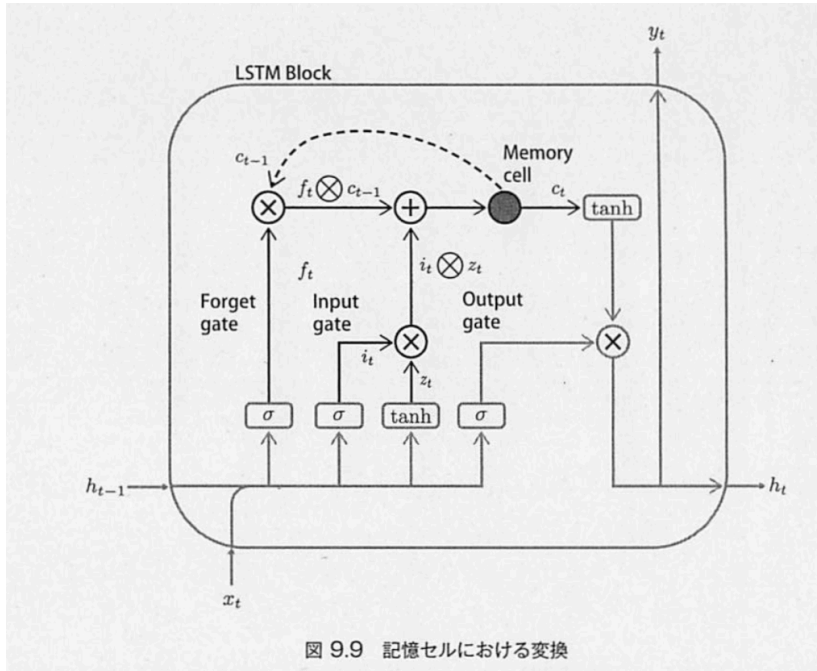 y_t
LSTM Block
Memory
cell
c_{t-1}
f_t ⊗ c_{t-1}
c_t
tanh
×
+
f_t
i_t ⊗ z_t
Forget
gate
Input
gate
Output
gate
i_t
×
×
z_t
σ
σ
tanh
σ
h_{t-1}
h_t
x_t
図 9.9 記憶セルにおける変換